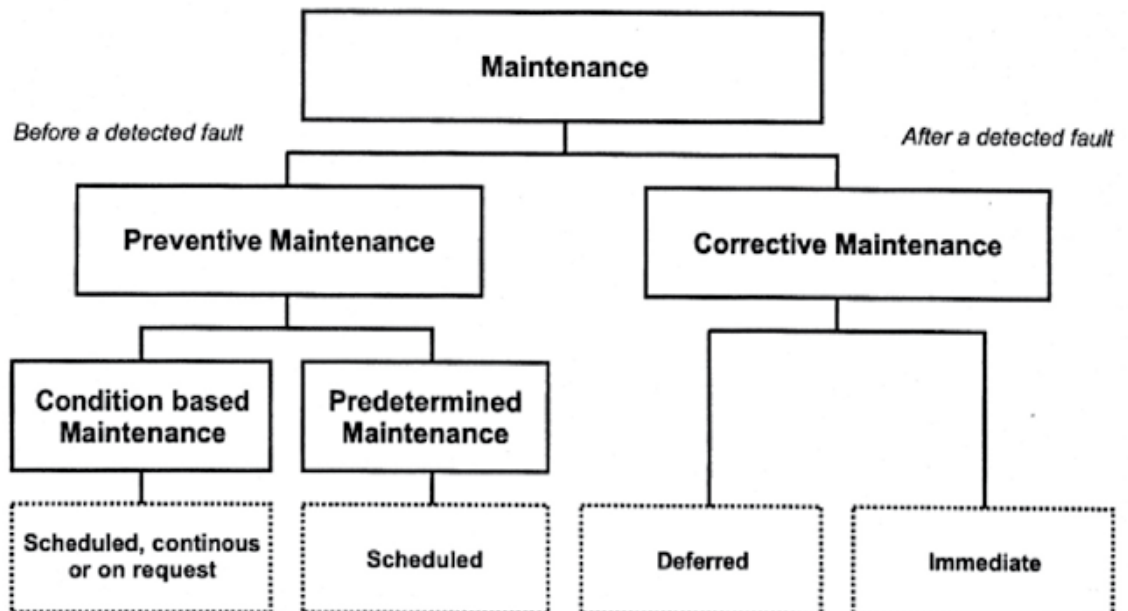 Maintenance
Before a detected fault
After a detected fault
Preventive Maintenance
Corrective Maintenance
Condition based
Maintenance
Predetermined
Maintenance
Scheduled, continous
or on request
Scheduled
Deferred
Immediate